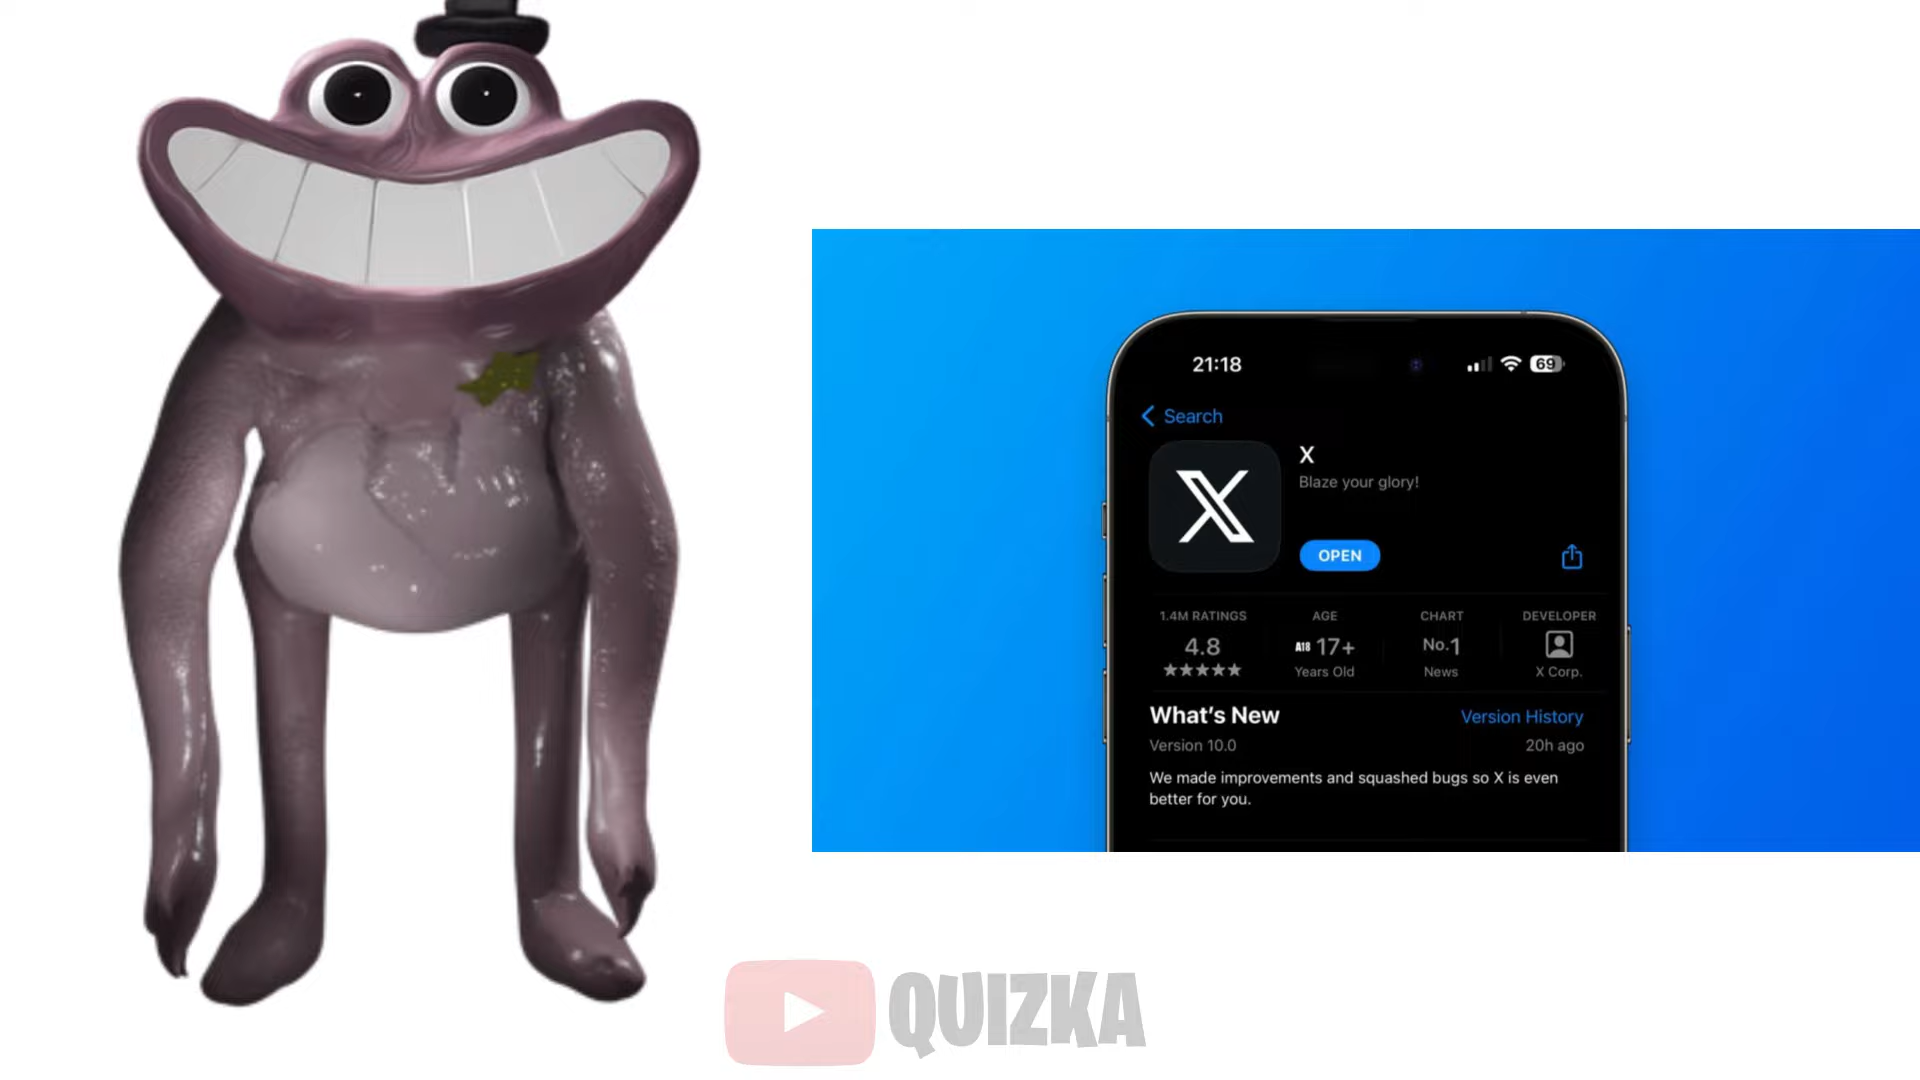 21:18
69
Search
X
Blaze your glory!
OPEN
1.4M RATINGS
4.8
AGE
A18 17+
Years Old
CHART
No.1
News
DEVELOPER
X Corp.
What's New
Version History
Version 10.0
20h ago
We made improvements and squashed bugs so X is even
better for you.
QUIZKA